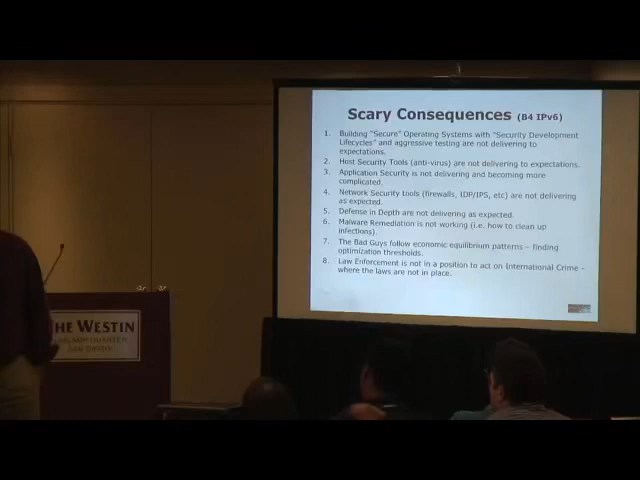 Scary Consequences (B4 IPv6)
1. Building "Secure" Operating Systems with "Security Development
Lifecycles" and aggressive testing are not delivering to
expectations.
2. Host Security Tools (anti-virus) are not delivering to expectations.
3. Application Security is not delivering and becoming more
complicated.
4. Network Security tools (firewalls, IDP/IPS, etc) are not delivering
as expected.
5. Defense in Depth are not delivering as expected.
6. Malware Remediation is not working (i.e. how to clean up
infections).
7. The Bad Guys follow economic equilibrium patterns – finding
optimization thresholds.
8. Law Enforcement is not in a position to act on International Crime –
where the laws are not in place.
HE WESTIN
QUARTER
SAN DIEGO